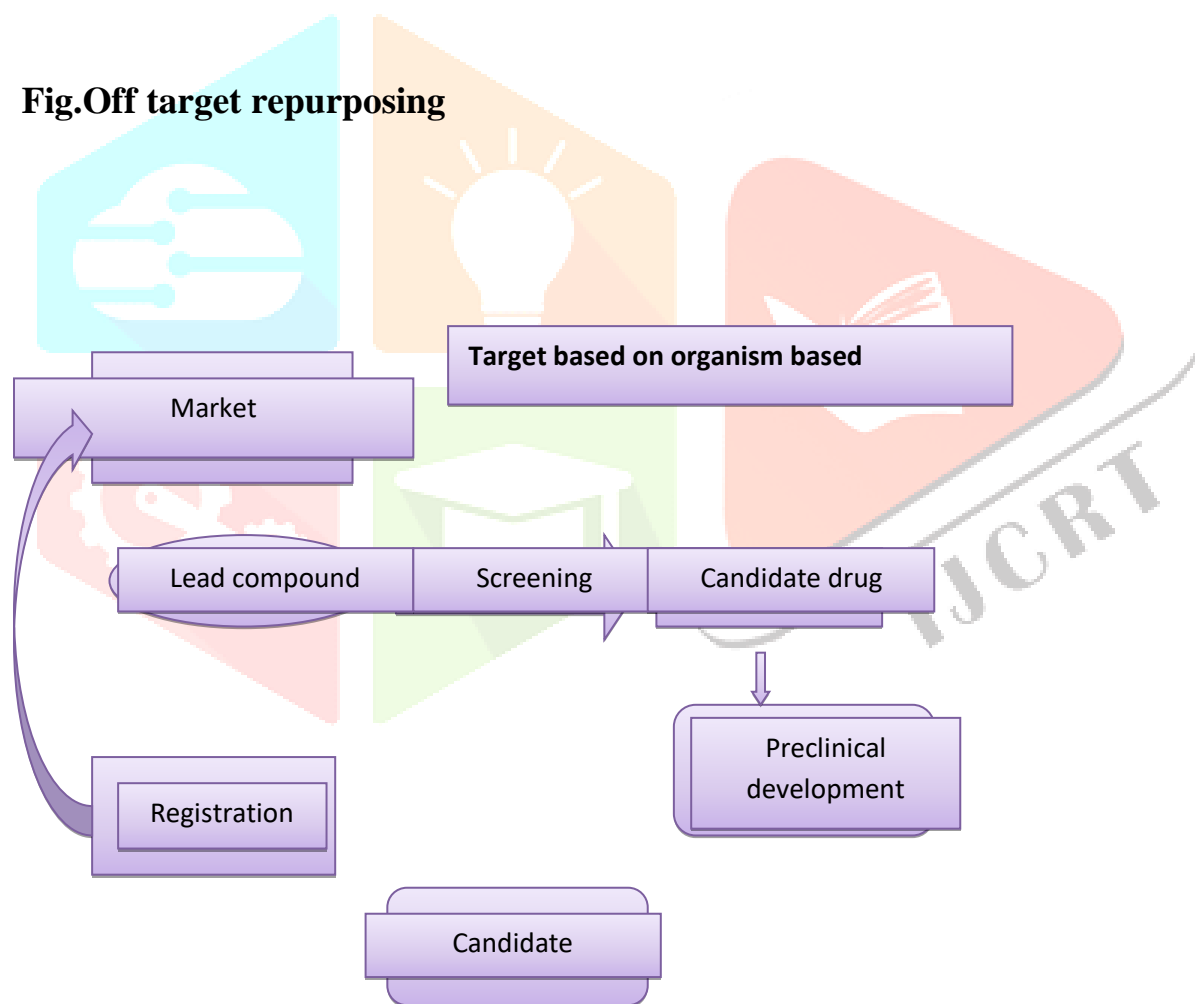 Fig.Off target repurposing
Target based on organism based
Market
Lead compound
Screening
Candidate drug
IJCRT
Preclinical
development
Registration
Candidate